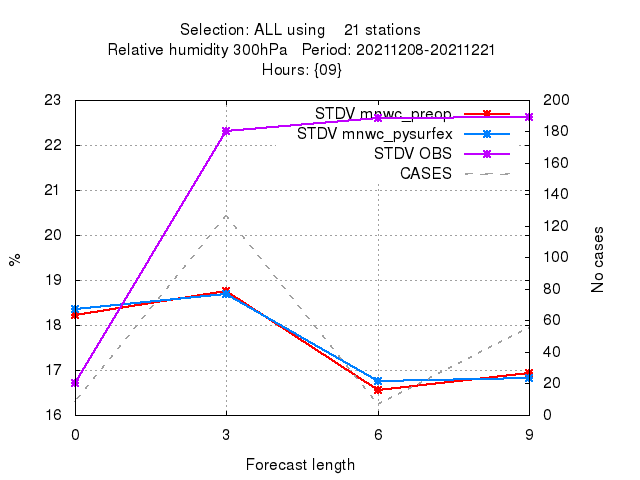 Selection: ALL using 21 stations
Relative humidity 300hPa Period: 20211208-20211221
Hours: {09}
STDV mnwc_preop
STDV mnwc_pysurfex
STDV OBS
CASES
23
22
21
20
19
18
17
16
%
200
180
160
140
120
100
80
60
40
20
0
No cases
0 3 6 9
Forecast length